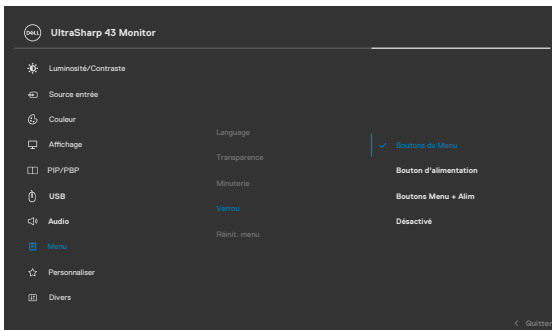 DELL UltraSharp 43 Monitor
Luminosité/Contraste
Source entrée
Couleur
Affichage
PIP/PBP
USB
Audio
Menu
Personnaliser
Divers
Language
Transparence
Minuterie
Verrou
Réinit. menu
Boutons du Menu
Bouton d'alimentation
Boutons Menu + Alim
Désactivé
Quitter